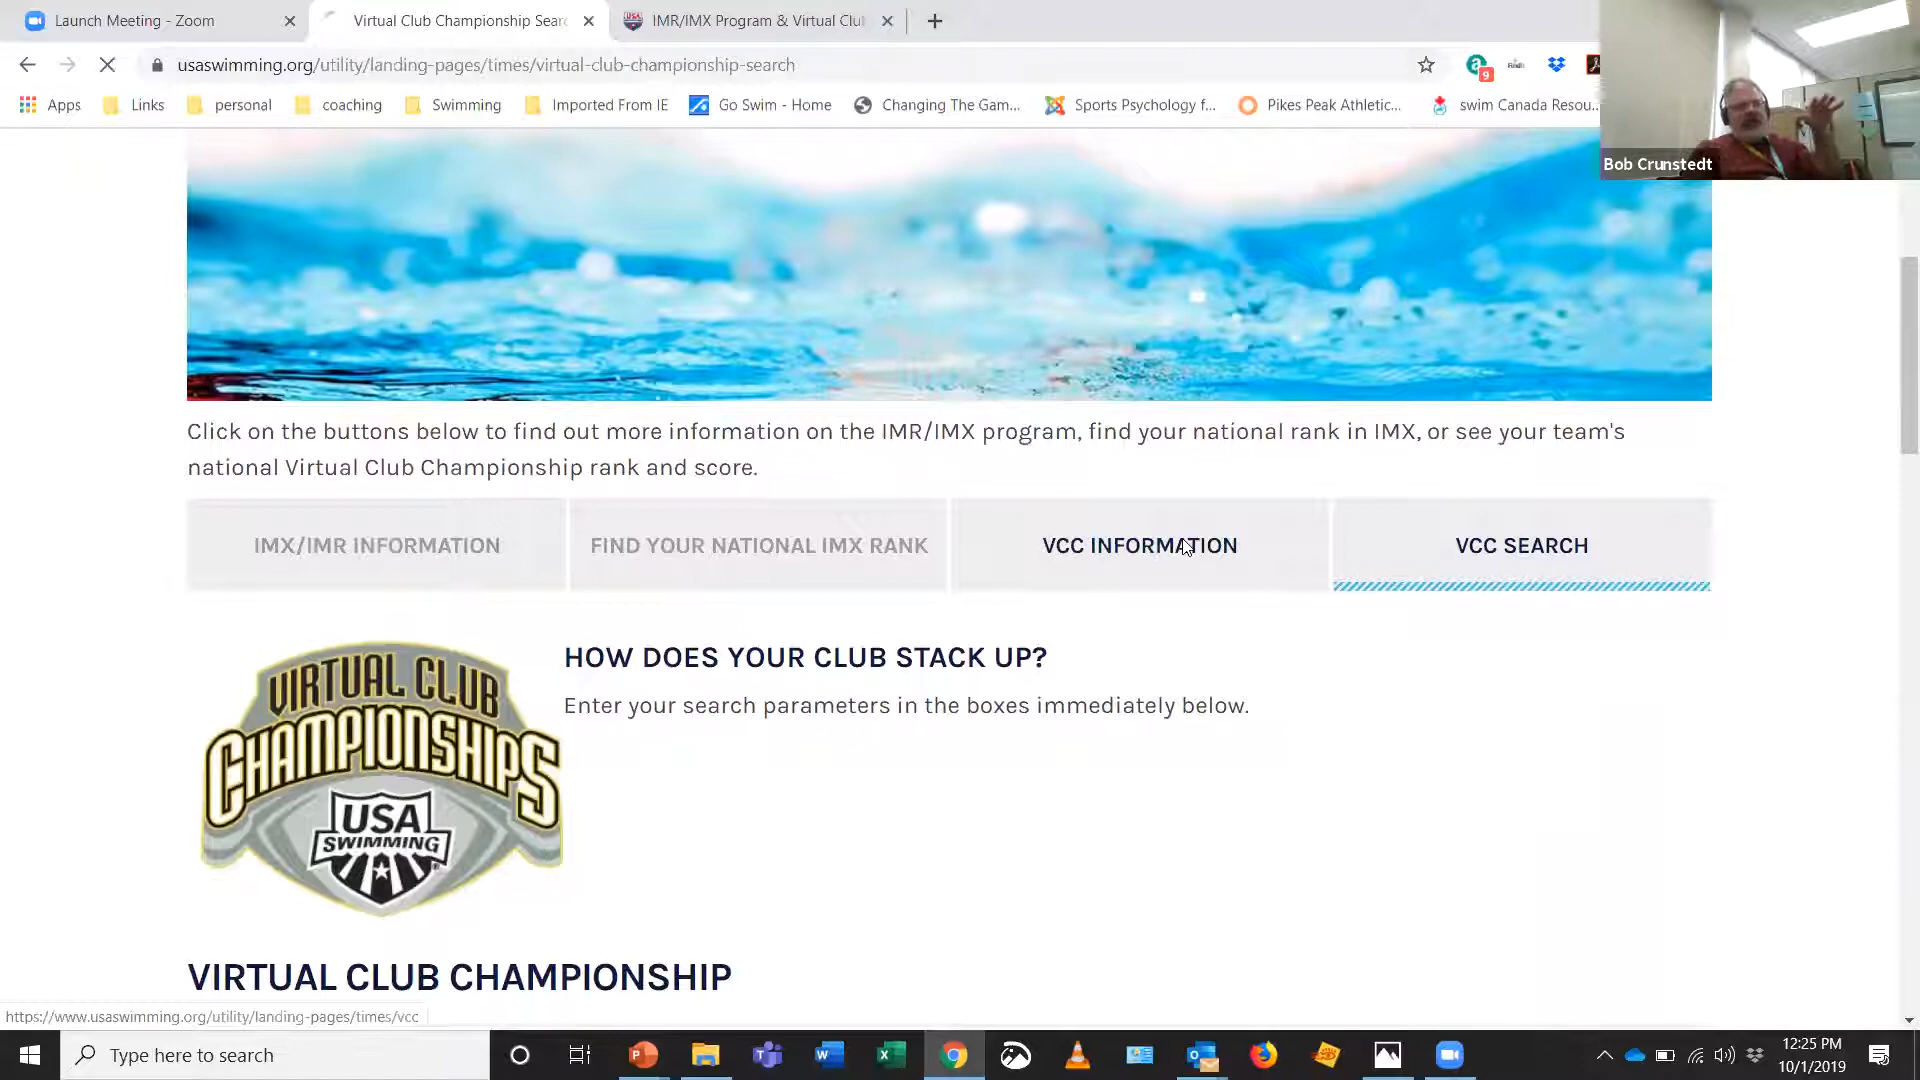 Launch Meeting - Zoom
Virtual Club Championship Sear
IMR/IMX Program & Virtual Clu
usaswimming.org/utility/landing-pages/times/virtual-club-championship-search
9
Apps
Links
personal
coaching
Swimming
Imported From IE
Go Swim - Home
Changing The Gam...
Sports Psychology f...
Pikes Peak Athletic...
swim Canada Resou...
Bob Crunstedt
Click on the buttons below to find out more information on the IMR/IMX program, find your national rank in IMX, or see your team's
national Virtual Club Championship rank and score.
IMX/IMR INFORMATION
FIND YOUR NATIONAL IMX RANK
VCC INFORMATION
VCC SEARCH
VIRTUAL CLUB
CHAMPIONSHIPS
USA
SWIMMING
HOW DOES YOUR CLUB STACK UP?
Enter your search parameters in the boxes immediately below.
VIRTUAL CLUB CHAMPIONSHIP
https://www.usaswimming.org/utility/landing-pages/times/vcc
Type here to search
12:25 PM
10/1/2019